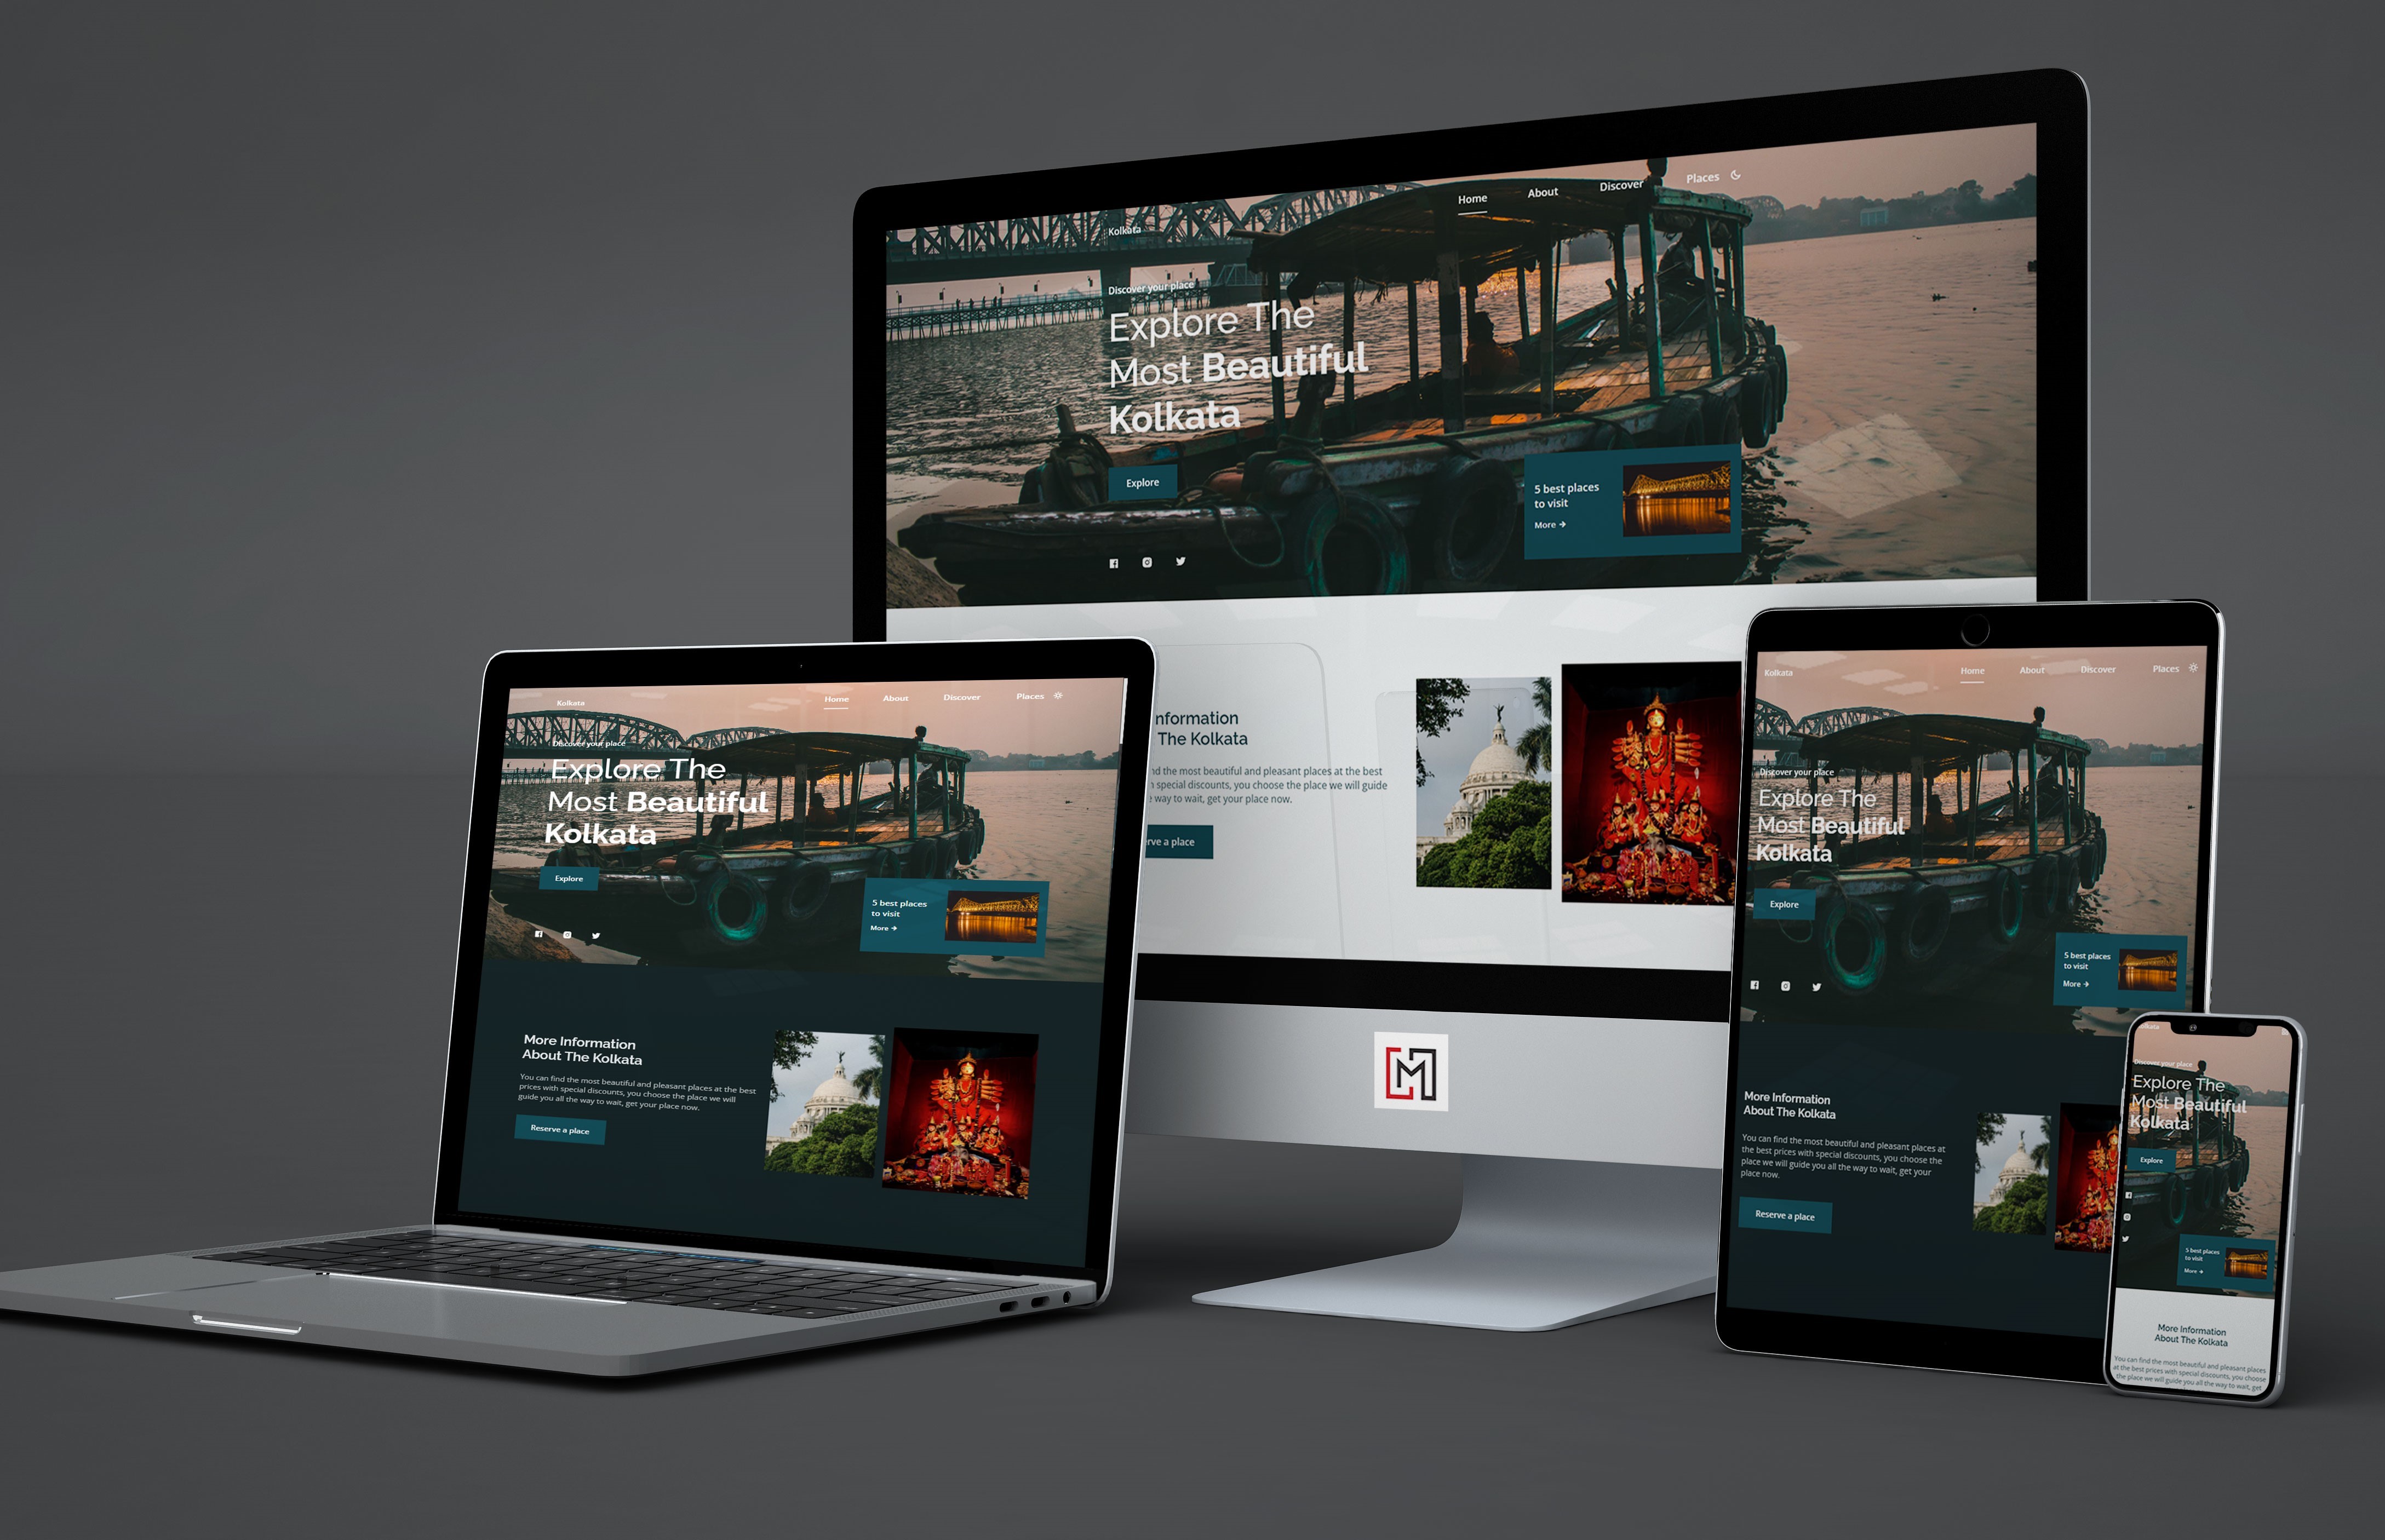 Kolkata
Home About Discover Places
Discover your place
Explore The
Most Beautiful
Kolkata
Explore
5 best places
to visit
More →
nformation
The Kolkata
nd the most beautiful and pleasant places at the best
special discounts, you choose the place we will guide
way to wait, get your place now.
rve a place
M
Kolkata
Home About Discover Places
Discover your place
Explore The
Most Beautiful
Kolkata
Explore
5 best places
to visit
More →
More Information
About The Kolkata
You can find the most beautiful and pleasant places at the best
prices with special discounts, you choose the place we will
guide you all the way to wait, get your place now.
Reserve a place
Kolkata
Home About Discover Places
Discover your place
Explore The
Most Beautiful
Kolkata
Explore
5 best places
to visit
More →
More Information
About The Kolkata
You can find the most beautiful and pleasant places at
the best prices with special discounts, you choose the
place we will guide you all the way to wait, get your
place now.
Reserve a place
lkata
Discover your place
Explore The
Most Beautiful
Kolkata
Explore
5 best places
to visit
More →
More Information
About The Kolkata
You can find the most beautiful and pleasant places
at the best prices with special discounts, you choose
the place we will guide you all the way to wait, get